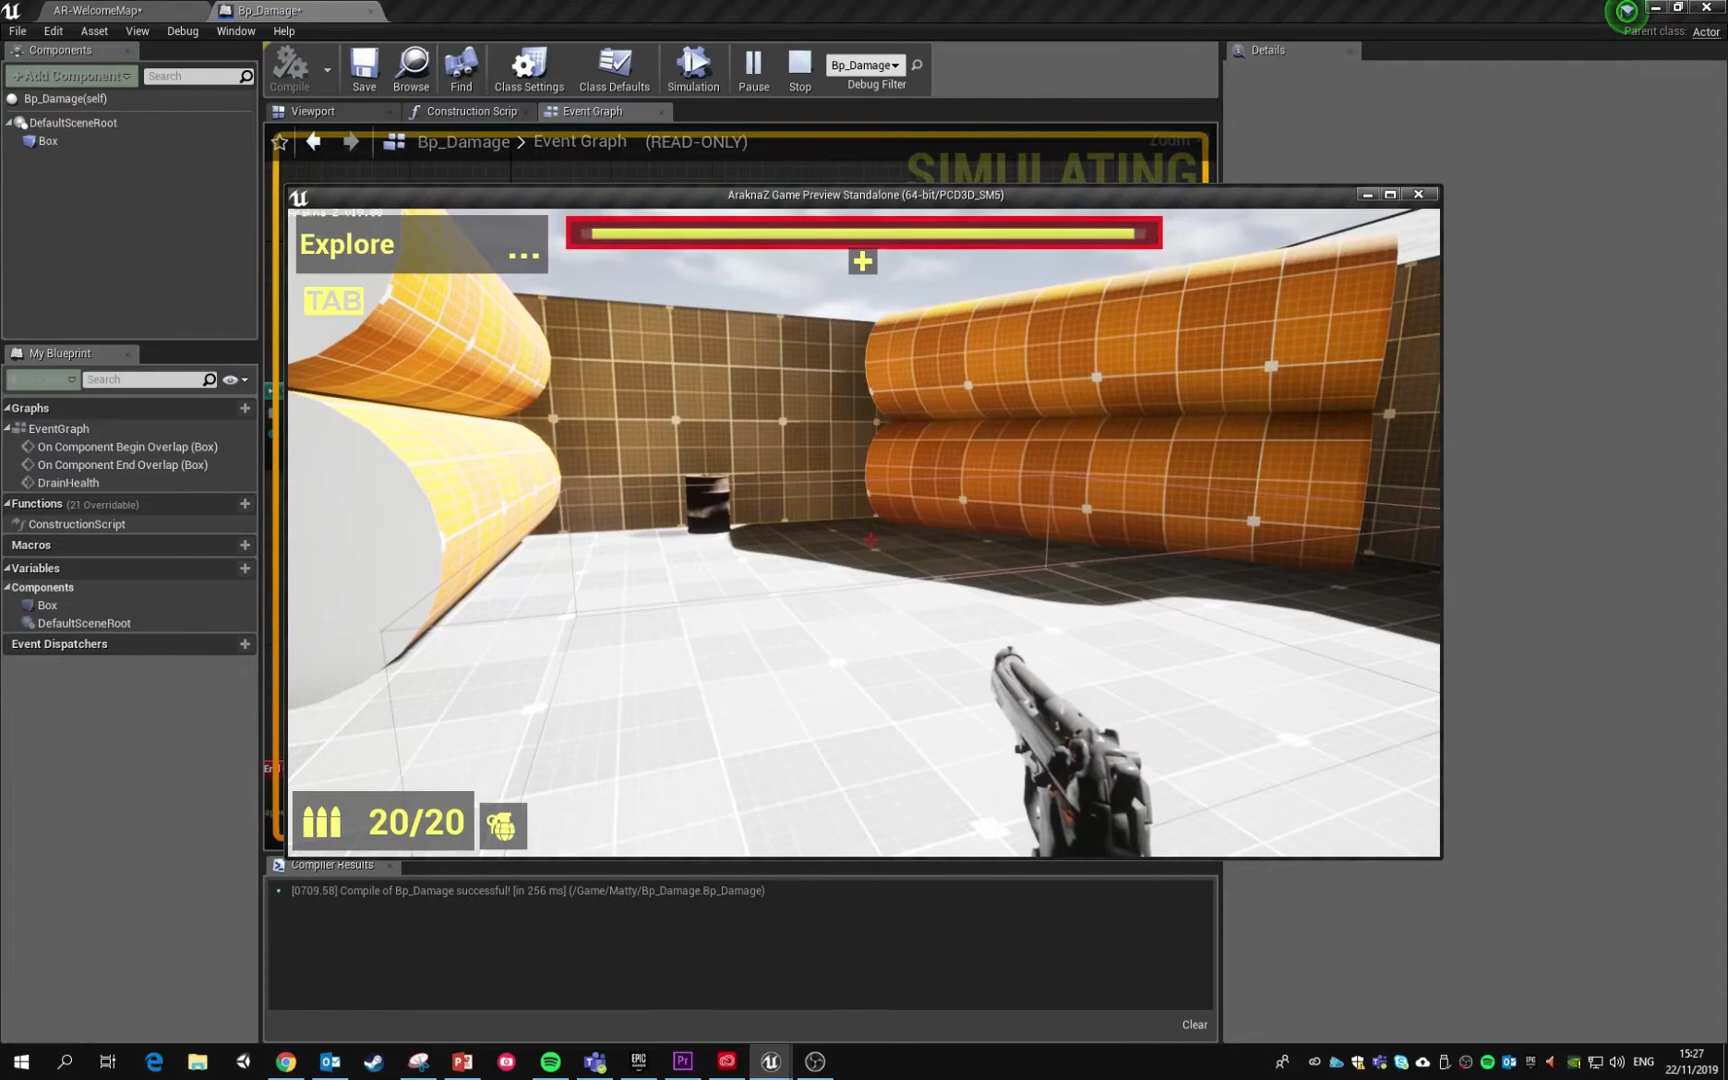 AR-WelcomeMap*
Bp_Damage*
File Edit Asset View Debug Window Help
Parent class: Actor
Components
+Add Component
Search
Bp_Damage(self)
DefaultSceneRoot
Box
Compile
Save
Browse
Find
Class Settings
Class Defaults
Simulation
Pause
Stop
Bp_Damage
Debug Filter
Details
Viewport
Construction Scrip
Event Graph
Bp_Damage > Event Graph (READ-ONLY)
Zoom
SIMULATING
AraknaZ Game Preview Standalone (64-bit/PCD3D_SM5)
Explore ...
TAB
20/20
My Blueprint
Search
Graphs
EventGraph
On Component Begin Overlap (Box)
On Component End Overlap (Box)
DrainHealth
Functions (21 Overridable)
ConstructionScript
Macros
Variables
Components
Box
DefaultSceneRoot
Event Dispatchers
Compiler Results
[0709.58] Compile of Bp_Damage successful! [in 256 ms] (/Game/Matty/Bp_Damage.Bp_Damage)
Clear
ENG
15:27
22/11/2019